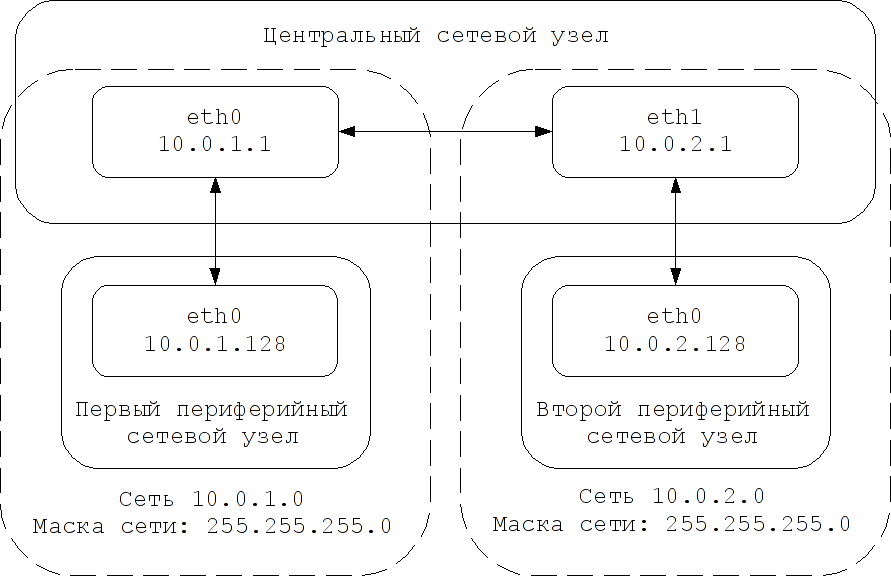 Центральный сетевой узел
eth0
10.0.1.1
eth1
10.0.2.1
eth0
10.0.1.128
Первый периферийный
сетевой узел
Сеть 10.0.1.0
Маска сети: 255.255.255.0
eth0
10.0.2.128
Второй периферийный
сетевой узел
Сеть 10.0.2.0
Маска сети: 255.255.255.0